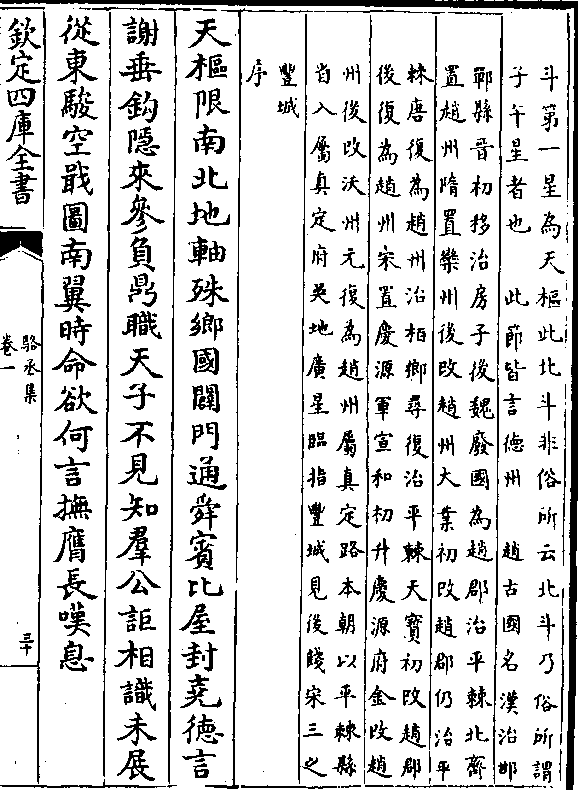 斗第一星為天樞此北斗非俗所云北斗乃俗所謂
子午星者也　此節皆言德州　趙古國名漢治邯
鄲縣晉初移治房子後魏廢國為趙郡治平棘北齊
置趙州隋置欒州後改趙州大業初改趙郡仍治平
棘唐復為趙州治柏鄉尋復治平棘天寶初改趙郡
後復為趙州宋置慶源軍宣和初升慶源府金改趙
州後改沃州元復為趙州屬真定路本朝以平棘縣
省入屬真定府吳地廣星臨指豐城見後餞宋三之
豐城
序
天樞限南北地軸殊鄉國闢門通舜賓比屋封堯德言
謝垂鈎隱來參負鼎職天子不見知羣公詎相識未展
從東駿空戢圖南翼時命欲何言撫膺長嘆息
欽定四庫全書
駱丞集
卷一
三十